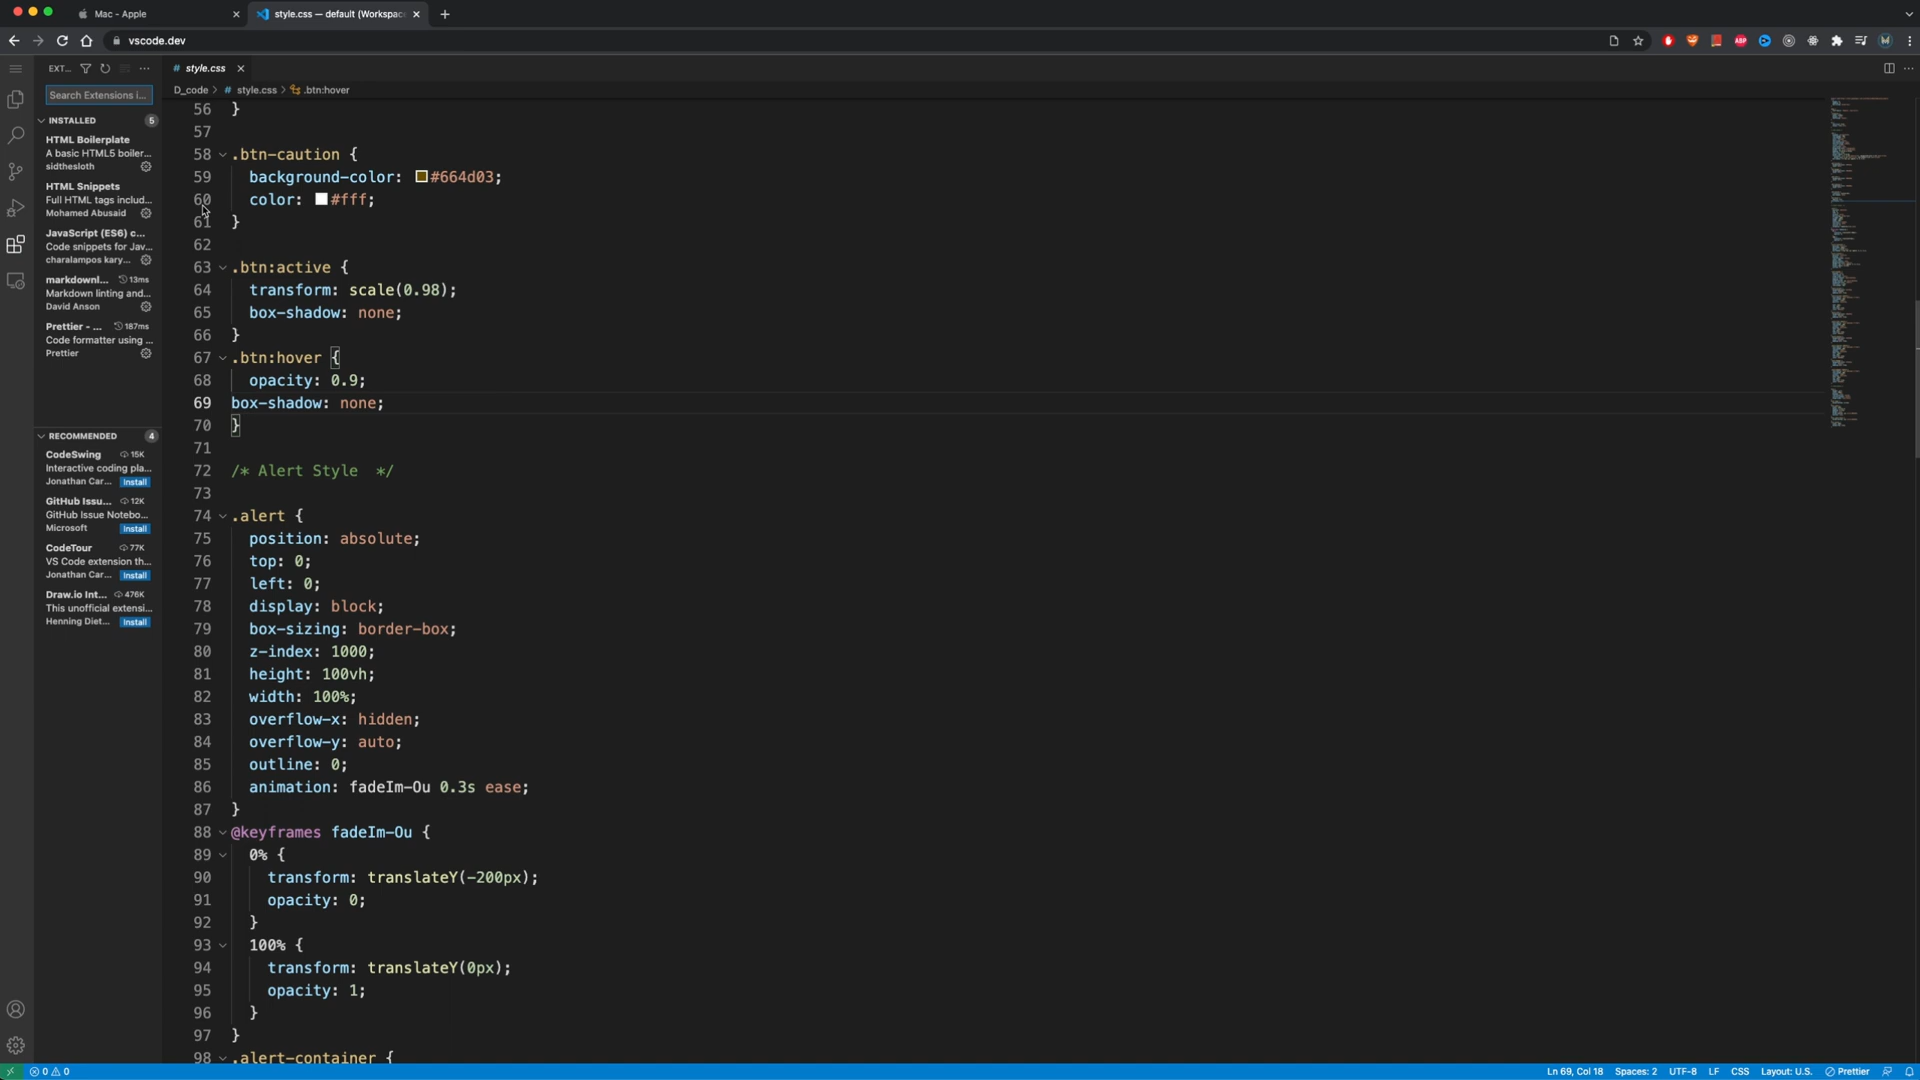 Mac - Apple
style.css — default (Workspac
vscode.dev
EXT...
# style.css
Search Extensions i...
D_code > # style.css > .btn:hover
INSTALLED 5
HTML Boilerplate
A basic HTML5 boiler...
sidthesloth
HTML Snippets
Full HTML tags includ...
Mohamed Abusaid
JavaScript (ES6) c...
Code snippets for Jav...
charalampos kary...
markdownl... 13ms
Markdown linting and...
David Anson
Prettier - ... 187ms
Code formatter using ...
Prettier
RECOMMENDED 4
CodeSwing 15K
Interactive coding pla...
Jonathan Car... Install
GitHub Issu... 12K
GitHub Issue Notebo...
Microsoft Install
CodeTour 77K
VS Code extension th...
Jonathan Car... Install
Draw.io Int... 476K
This unofficial extensi...
Henning Diet... Install
56 }
57
58 .btn-caution {
59 background-color: #664d03;
60 color: #fff;
61 }
62
63 .btn:active {
64 transform: scale(0.98);
65 box-shadow: none;
66 }
67 .btn:hover {
68 opacity: 0.9;
69 box-shadow: none;
70 }
71
72 /* Alert Style  */
73
74 .alert {
75 position: absolute;
76 top: 0;
77 left: 0;
78 display: block;
79 box-sizing: border-box;
80 z-index: 1000;
81 height: 100vh;
82 width: 100%;
83 overflow-x: hidden;
84 overflow-y: auto;
85 outline: 0;
86 animation: fadeIm-Ou 0.3s ease;
87 }
88 @keyframes fadeIm-Ou {
89 0% {
90 transform: translateY(-200px);
91 opacity: 0;
92 }
93 100% {
94 transform: translateY(0px);
95 opacity: 1;
96 }
97 }
98 .alert-container {
0 0
Ln 69, Col 18 Spaces: 2 UTF-8 LF CSS Layout: U.S. Prettier